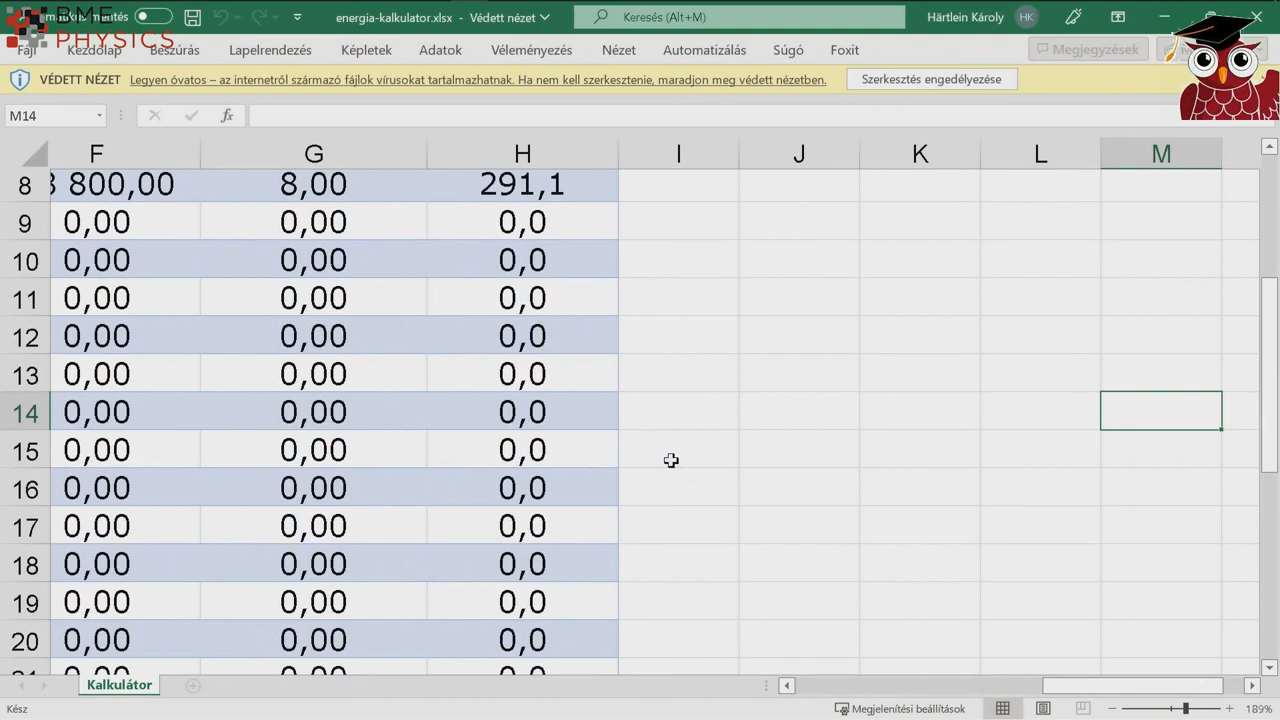 BME
PHYSICS
mentés
energia-kalkulator.xlsx - Védett nézet
Keresés (Alt+M)
Härtlein Károly
HK
Fájl Kezdőlap Beszúrás Lapelrendezés Képletek Adatok Véleményezés Nézet Automatizálás Súgó Foxit Megjegyzések
VÉDETT NÉZET Legyen óvatos – az internetről származó fájlok vírusokat tartalmazhatnak. Ha nem kell szerkesztenie, maradjon meg védett nézetben. Szerkesztés engedélyezése
M14 fx
F G H I J K L M
8 800,00 8,00 291,1
9 0,00 0,00 0,0
10 0,00 0,00 0,0
11 0,00 0,00 0,0
12 0,00 0,00 0,0
13 0,00 0,00 0,0
14 0,00 0,00 0,0
15 0,00 0,00 0,0
16 0,00 0,00 0,0
17 0,00 0,00 0,0
18 0,00 0,00 0,0
19 0,00 0,00 0,0
20 0,00 0,00 0,0
Kalkulátor
Kész Megjelenítési beállítások 189%